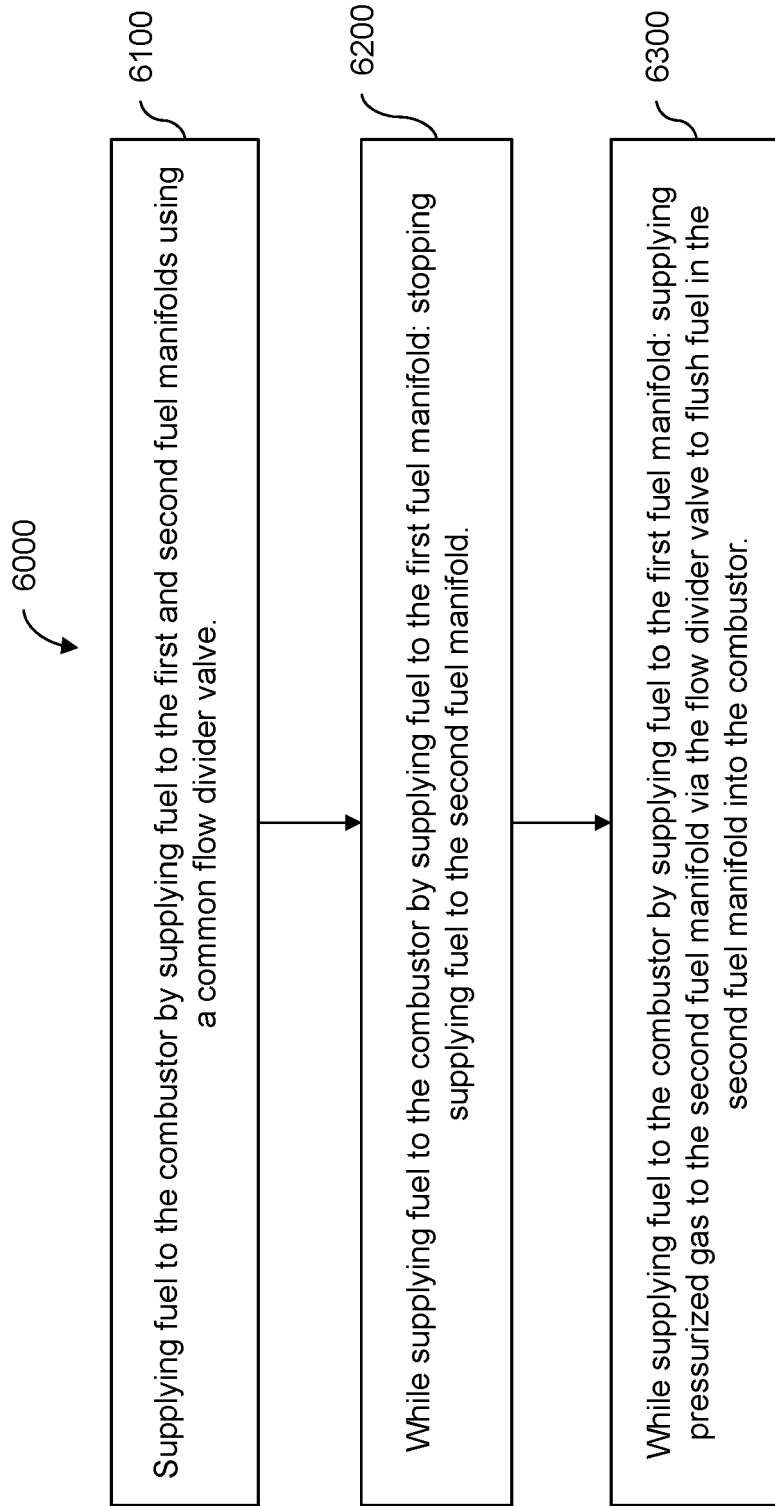 6000
6100
Supplying fuel to the combustor by supplying fuel to the first and second fuel manifolds using
a common flow divider valve.
6200
While supplying fuel to the combustor by supplying fuel to the first fuel manifold: stopping
supplying fuel to the second fuel manifold.
6300
While supplying fuel to the combustor by supplying fuel to the first fuel manifold: supplying
pressurized gas to the second fuel manifold via the flow divider valve to flush fuel in the
second fuel manifold into the combustor.